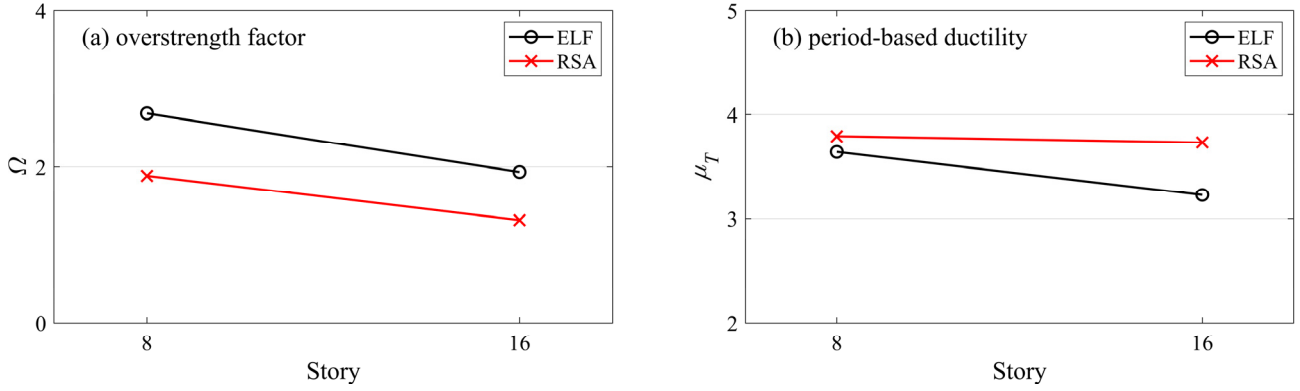 (a) overstrength factor
ELF
RSA
4
2
0
Ω
8
16
Story
(b) period-based ductility
ELF
RSA
5
4
3
2
μT
8
16
Story